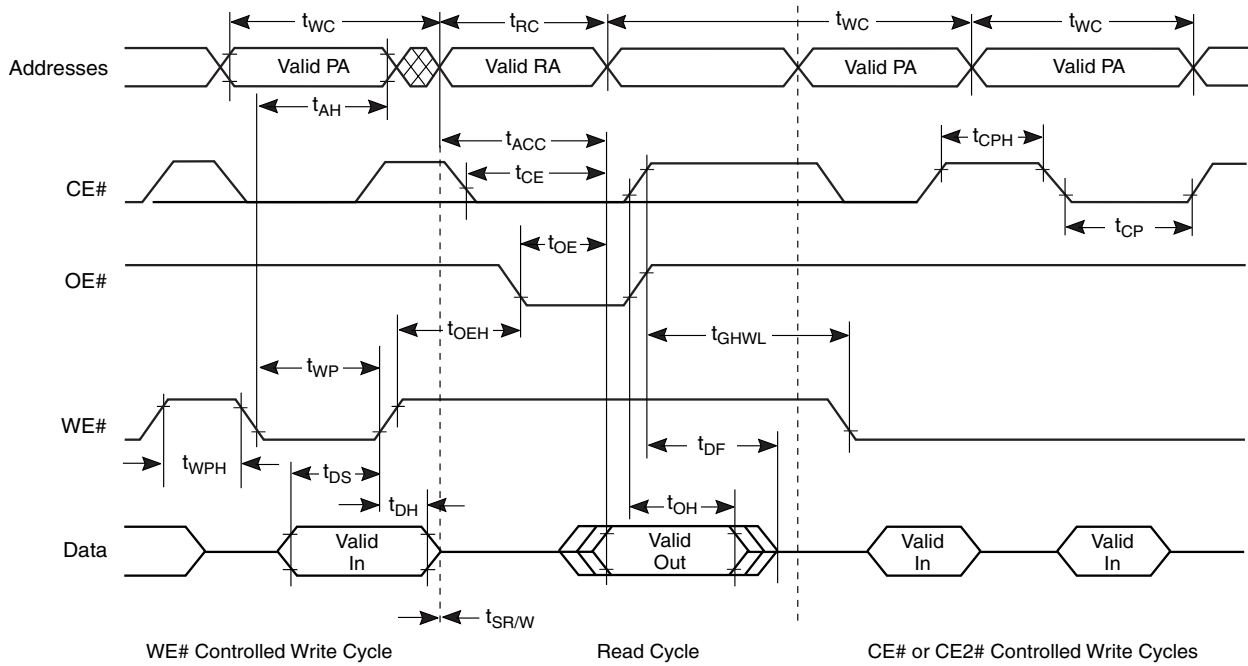 tWC
tRC
tWC
tWC
Addresses
Valid PA
Valid RA
Valid PA
Valid PA
tAH
tACC
tCPH
tCE
CE#
tCP
tOE
OE#
tOEH
tGHWL
tWP
WE#
tWPH
tDS
tDF
tDH
tOH
Data
Valid
In
Valid
Out
Valid
In
Valid
In
tSR/W
WE# Controlled Write Cycle
Read Cycle
CE# or CE2# Controlled Write Cycles